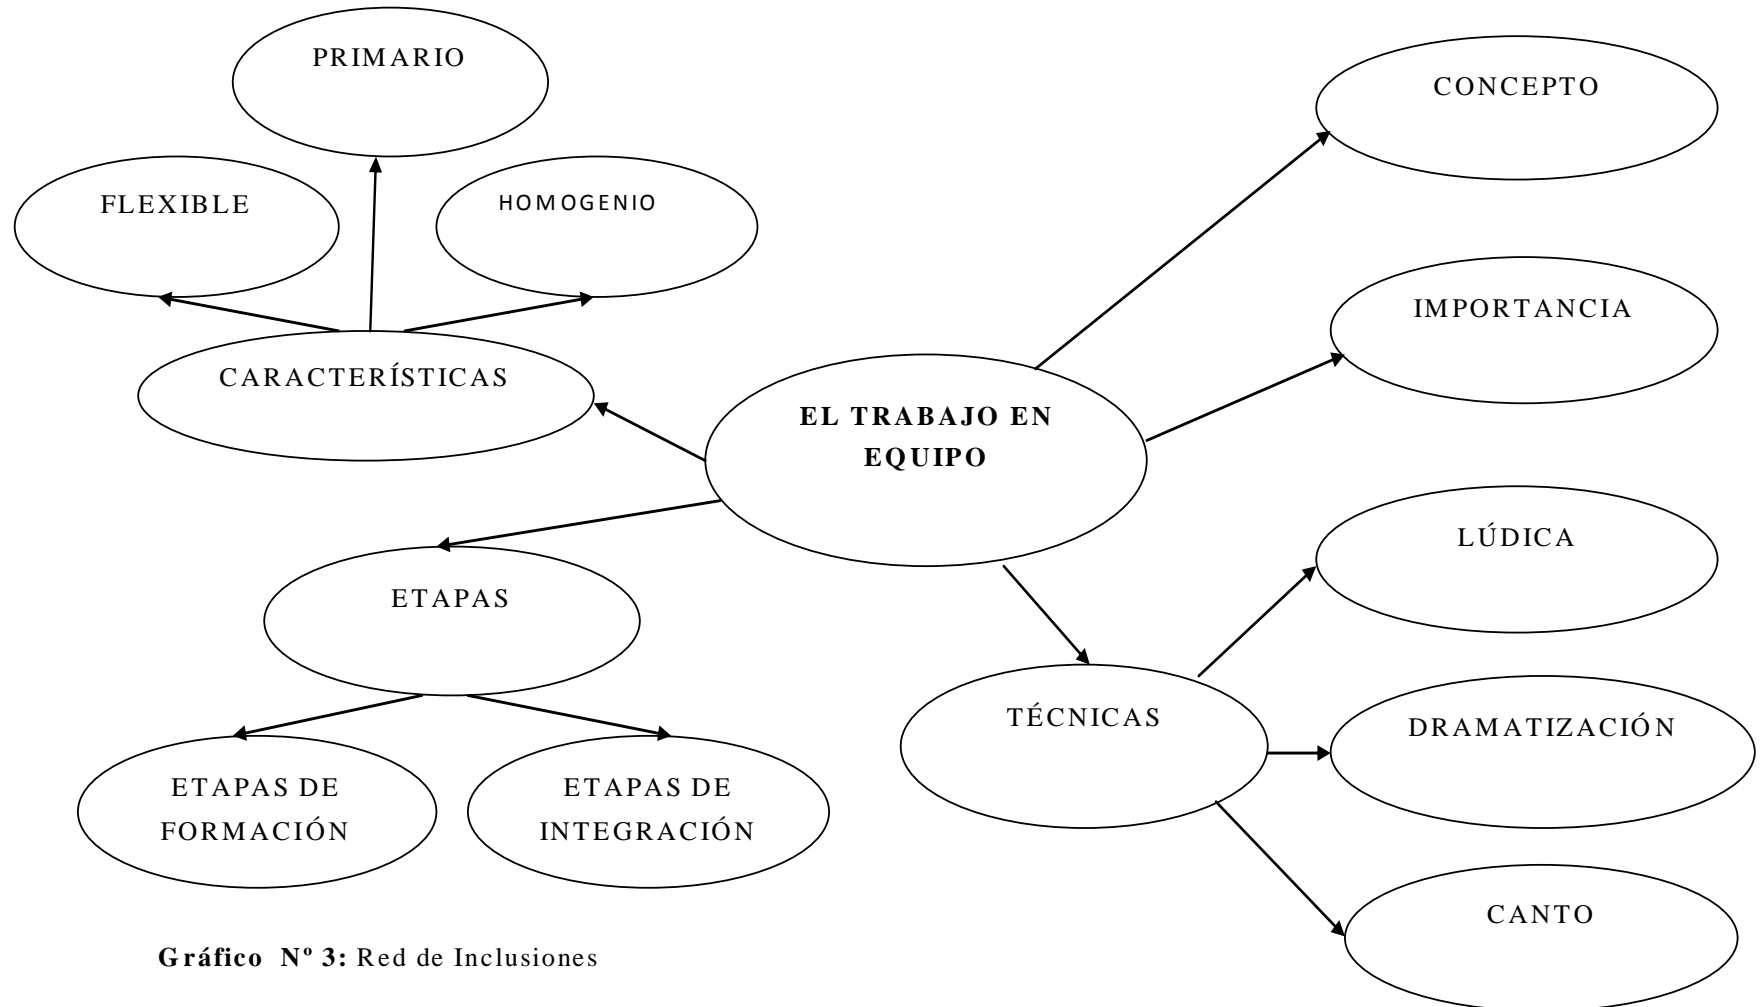 PRIMARIO
CONCEPTO
FLEXIBLE
HOMOGENIO
IMPORTANCIA
CARACTERÍSTICAS
EL TRABAJO EN
EQUIPO
LÚDICA
ETAPAS
TÉCNICAS
DRAMATIZACIÓN
ETAPAS DE
FORMACIÓN
ETAPAS DE
INTEGRACIÓN
CANTO
Gráfico Nº 3: Red de Inclusiones